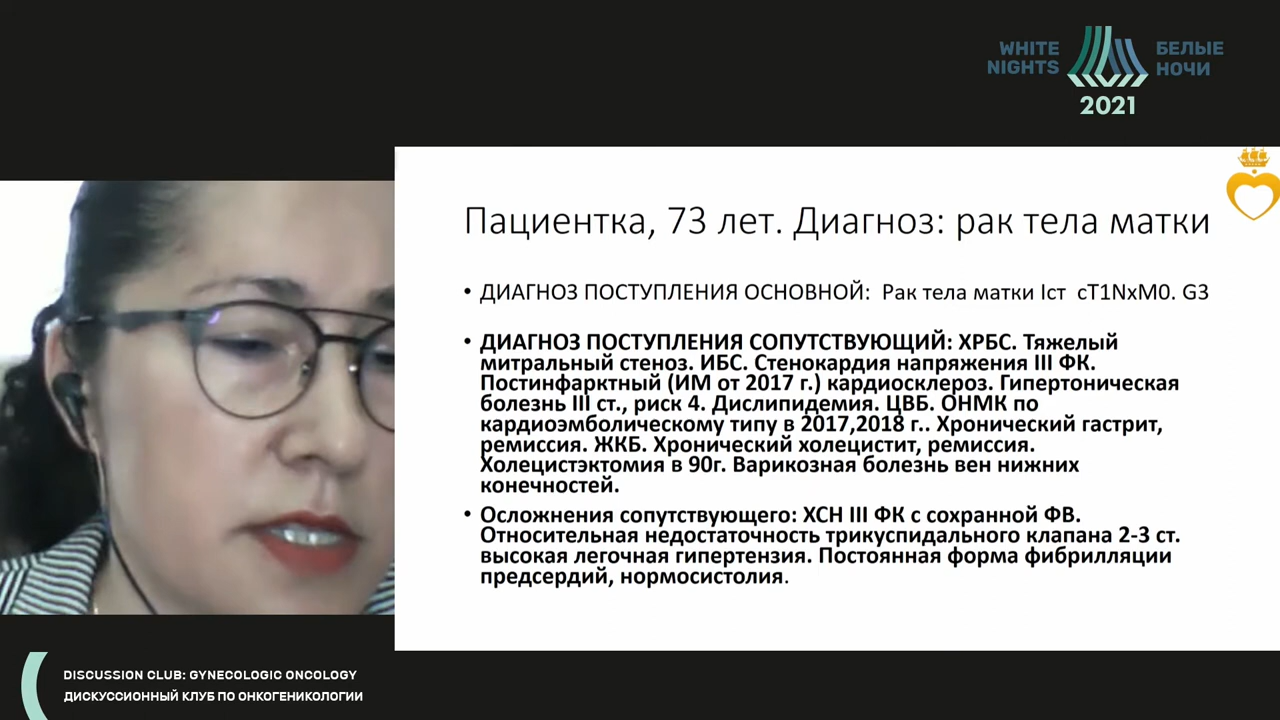 WHITE
NIGHTS
БЕЛЫЕ
НОЧИ
2021
Пациентка, 73 лет. Диагноз: рак тела матки
• ДИАГНОЗ ПОСТУПЛЕНИЯ ОСНОВНОЙ: Рак тела матки Iст cT1NxM0. G3
• ДИАГНОЗ ПОСТУПЛЕНИЯ СОПУТСТВУЮЩИЙ: ХРБС. Тяжелый
митральный стеноз. ИБС. Стенокардия напряжения III ФК.
Постинфарктный (ИМ от 2017 г.) кардиосклероз. Гипертоническая
болезнь III ст., риск 4. Дислипидемия. ЦВБ. ОНМК по
кардиоэмболическому типу в 2017,2018 г.. Хронический гастрит,
ремиссия. ЖКБ. Хронический холецистит, ремиссия.
Холецистэктомия в 90г. Варикозная болезнь вен нижних
конечностей.
• Осложнения сопутствующего: ХСН III ФК с сохранной ФВ.
Относительная недостаточность трикуспидального клапана 2-3 ст.
высокая легочная гипертензия. Постоянная форма фибрилляции
предсердий, нормосистолия.
DISCUSSION CLUB: GYNECOLOGIC ONCOLOGY
ДИСКУССИОННЫЙ КЛУБ ПО ОНКОГЕНИКОЛОГИИ